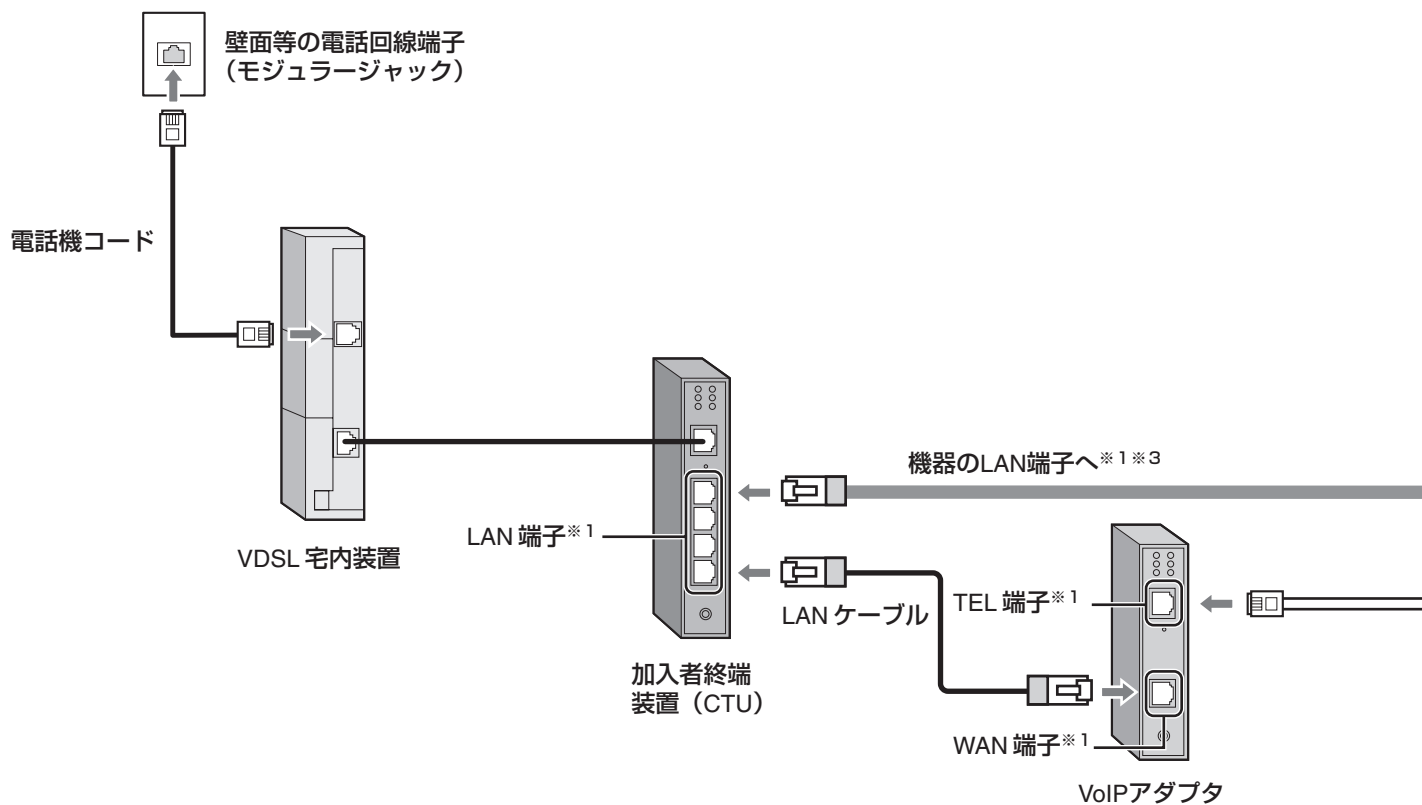 壁面等の電話回線端子
（モジュラージャック）
電話機コード
機器のLAN端子へ※1※3
LAN 端子※1
VDSL 宅内装置
TEL 端子※1
LAN ケーブル
加入者終端
装置（CTU）
WAN 端子※1
VoIPアダプタ